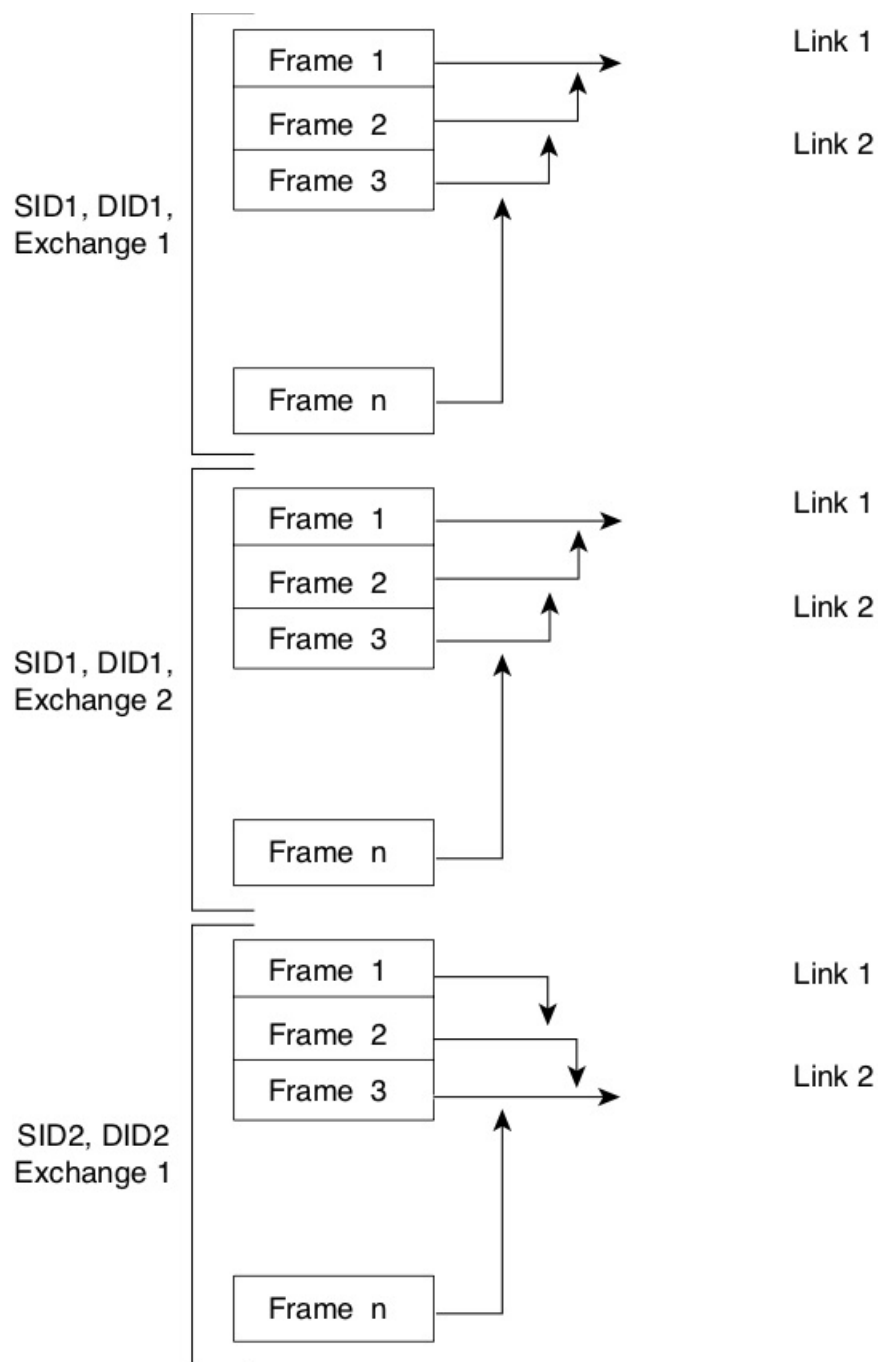 Frame 1
Link 1
Frame 2
Link 2
Frame 3
SID1, DID1,
Exchange 1
Frame n
Frame 1
Link 1
Frame 2
Link 2
Frame 3
SID1, DID1,
Exchange 2
Frame n
Frame 1
Link 1
Frame 2
Link 2
Frame 3
SID2, DID2
Exchange 1
Frame n